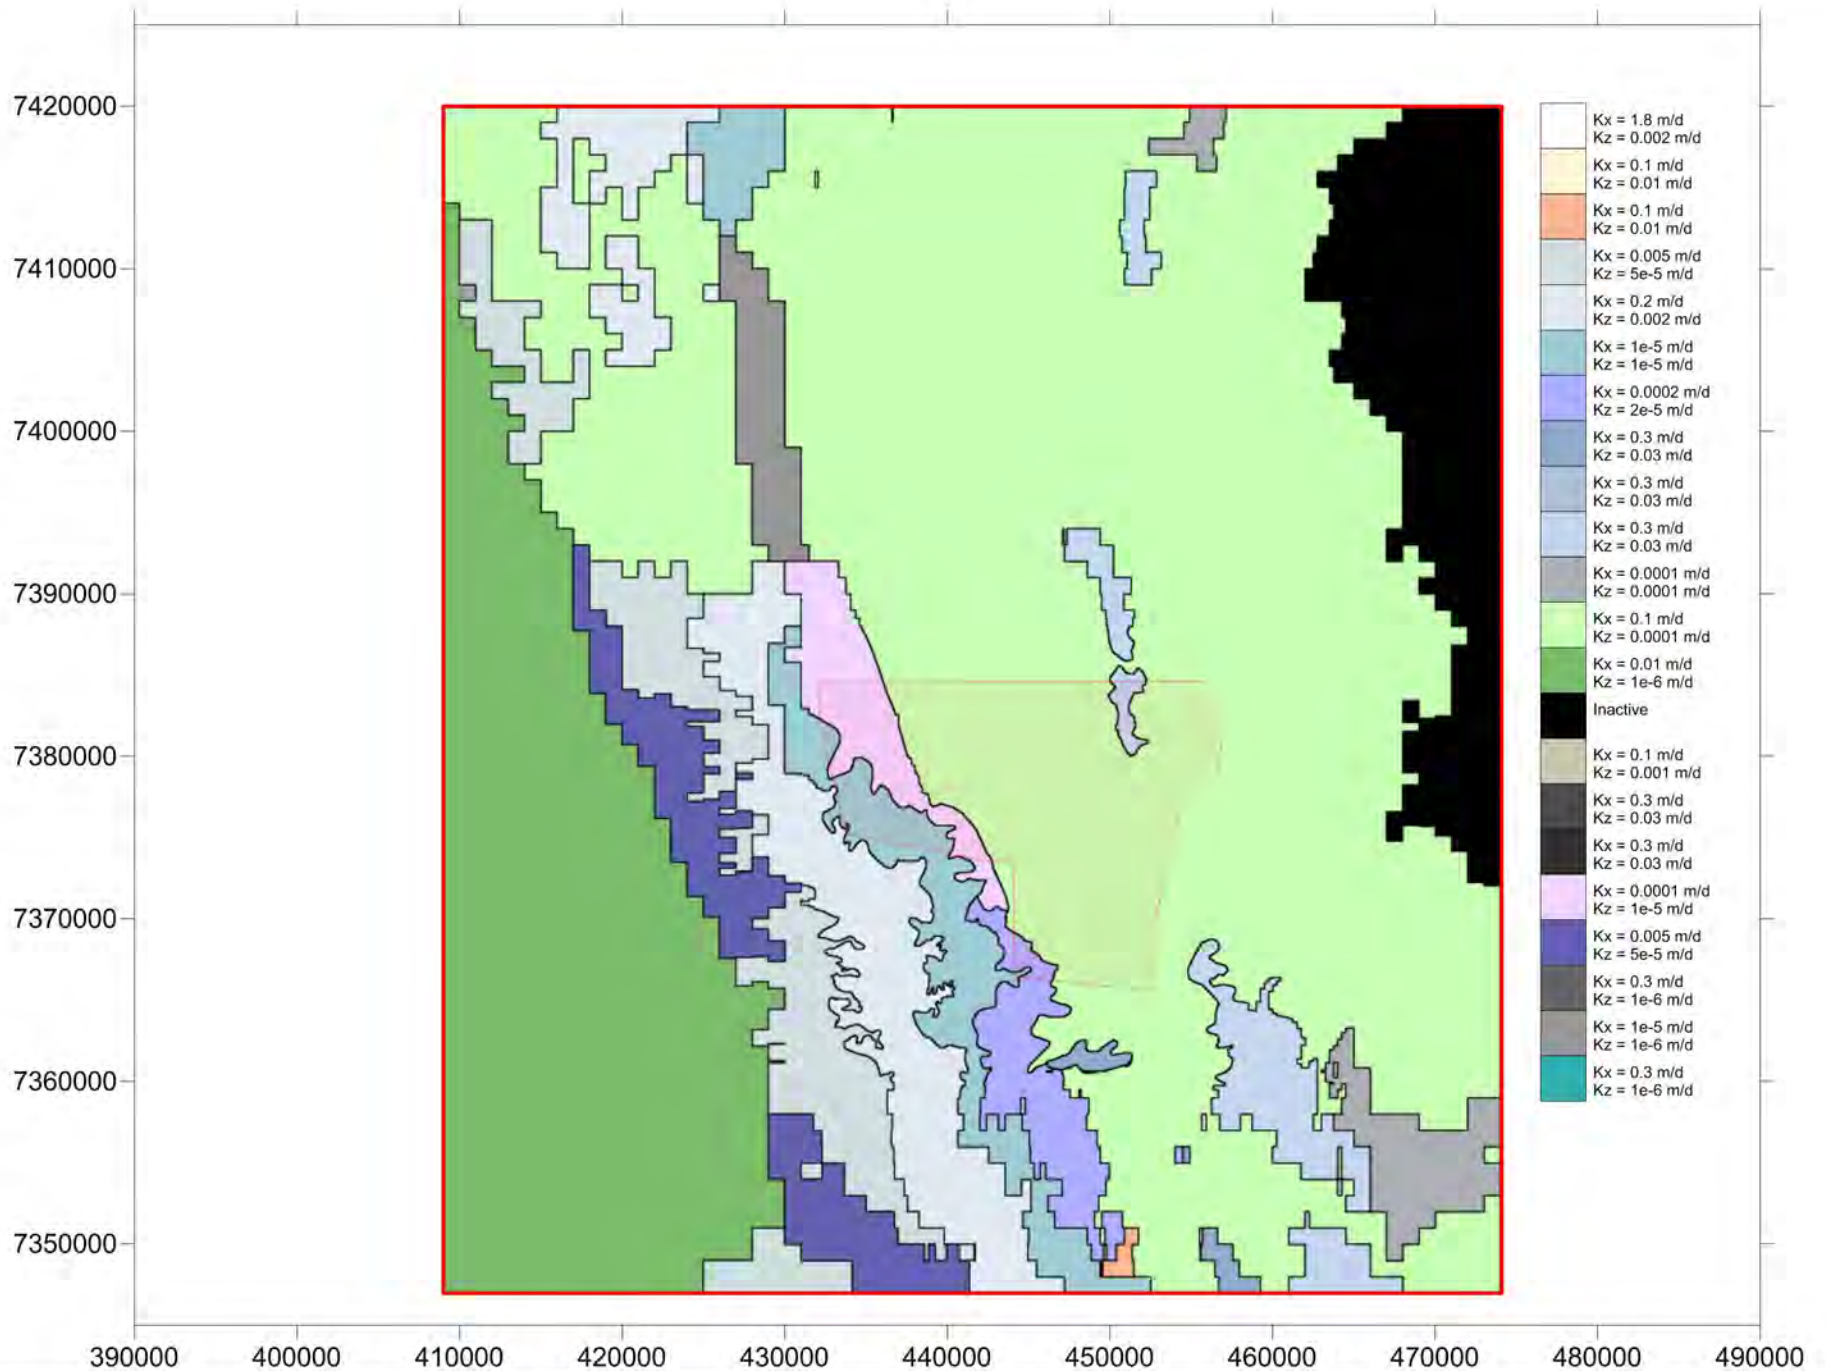 7420000
7410000
7400000
7390000
7380000
7370000
7360000
7350000
390000 400000 410000 420000 430000 440000 450000 460000 470000 480000 490000
Kx = 1.8 m/d
Kz = 0.002 m/d
Kx = 0.1 m/d
Kz = 0.01 m/d
Kx = 0.1 m/d
Kz = 0.01 m/d
Kx = 0.005 m/d
Kz = 5e-5 m/d
Kx = 0.2 m/d
Kz = 0.002 m/d
Kx = 1e-5 m/d
Kz = 1e-5 m/d
Kx = 0.0002 m/d
Kz = 2e-5 m/d
Kx = 0.3 m/d
Kz = 0.03 m/d
Kx = 0.3 m/d
Kz = 0.03 m/d
Kx = 0.3 m/d
Kz = 0.03 m/d
Kx = 0.0001 m/d
Kz = 0.0001 m/d
Kx = 0.1 m/d
Kz = 0.0001 m/d
Kx = 0.01 m/d
Kz = 1e-6 m/d
Inactive
Kx = 0.1 m/d
Kz = 0.001 m/d
Kx = 0.3 m/d
Kz = 0.03 m/d
Kx = 0.3 m/d
Kz = 0.03 m/d
Kx = 0.0001 m/d
Kz = 1e-5 m/d
Kx = 0.005 m/d
Kz = 5e-5 m/d
Kx = 0.3 m/d
Kz = 1e-6 m/d
Kx = 1e-5 m/d
Kz = 1e-6 m/d
Kx = 0.3 m/d
Kz = 1e-6 m/d